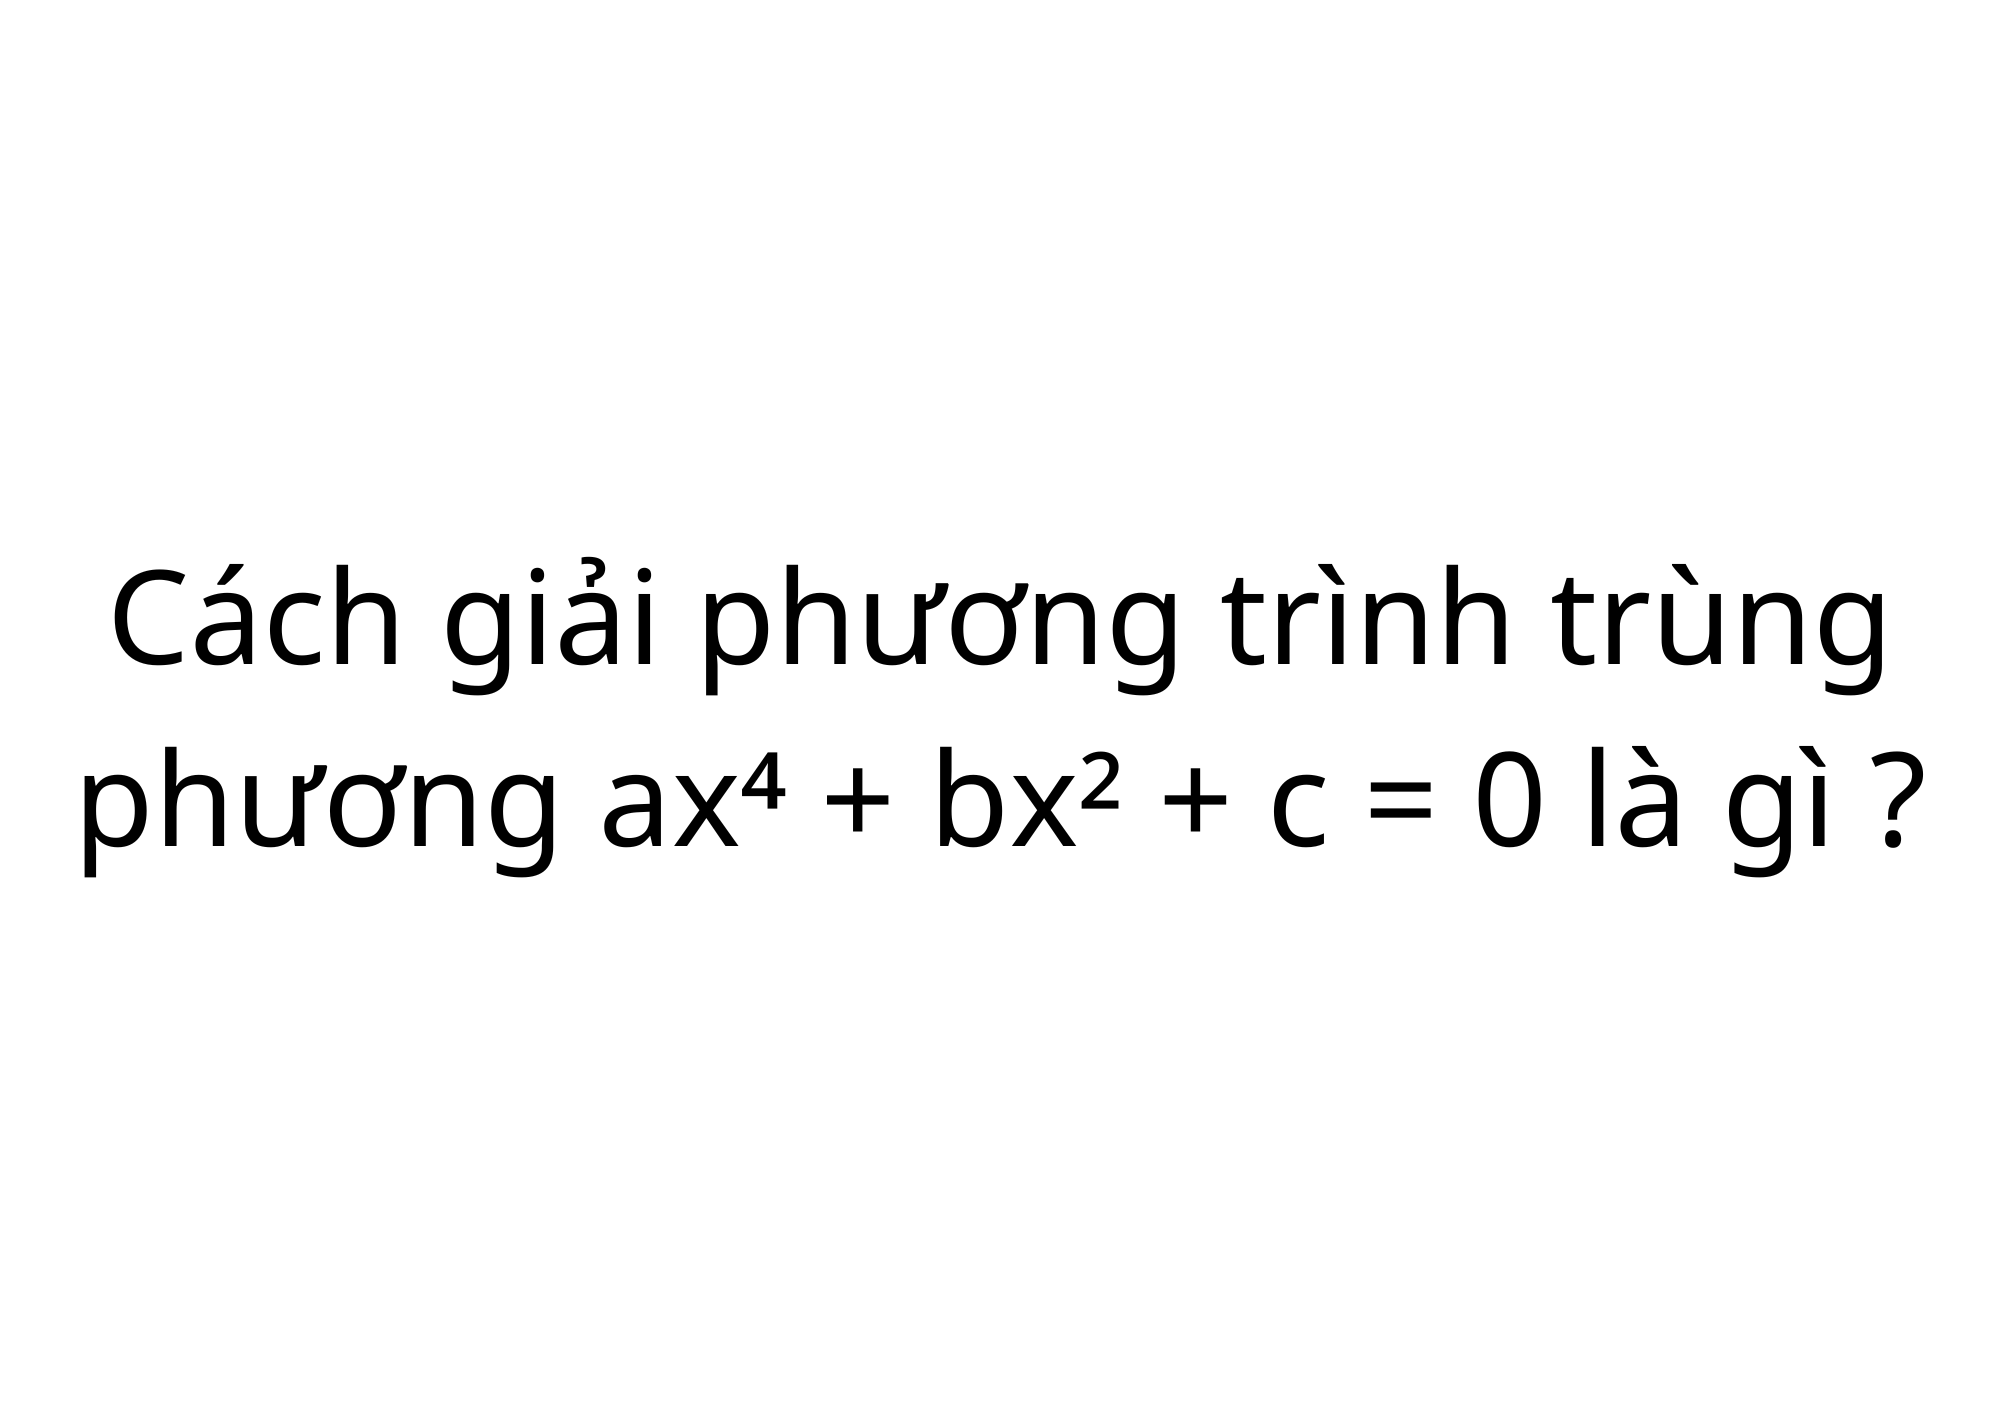 Cách giải phương trình trùng
phương ax⁴ + bx² + c = 0 là gì ?